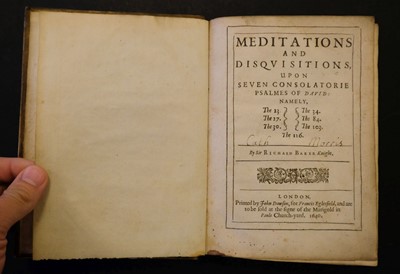 MEDITATIONS
AND
DISQVISITIONS,
UPON
SEVEN CONSOLATORIE
PSALMES OF DAVID:
NAMELY,
The 23. The 34.
The 27. The 84.
The 30. The 103.
The 116.
Morris
By Sir RICHARD BAKER Knight.
LONDON,
Printed by John Dawson, for Francis Eglesfield, and are
to be sold at the signe of the Marigold in
Pauls Church-yard. 1640.